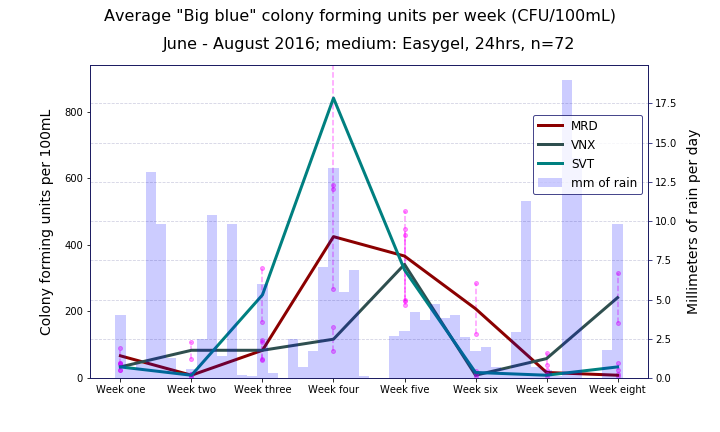 Average "Big blue" colony forming units per week (CFU/100mL)
June - August 2016; medium: Easygel, 24hrs, n=72
Colony forming units per 100mL
800
600
400
200
0
17.5
15.0
12.5
10.0
7.5
5.0
2.5
0.0
Millimeters of rain per day
MRD
VNX
SVT
mm of rain
Week one Week two Week three Week four Week five Week six Week seven Week eight